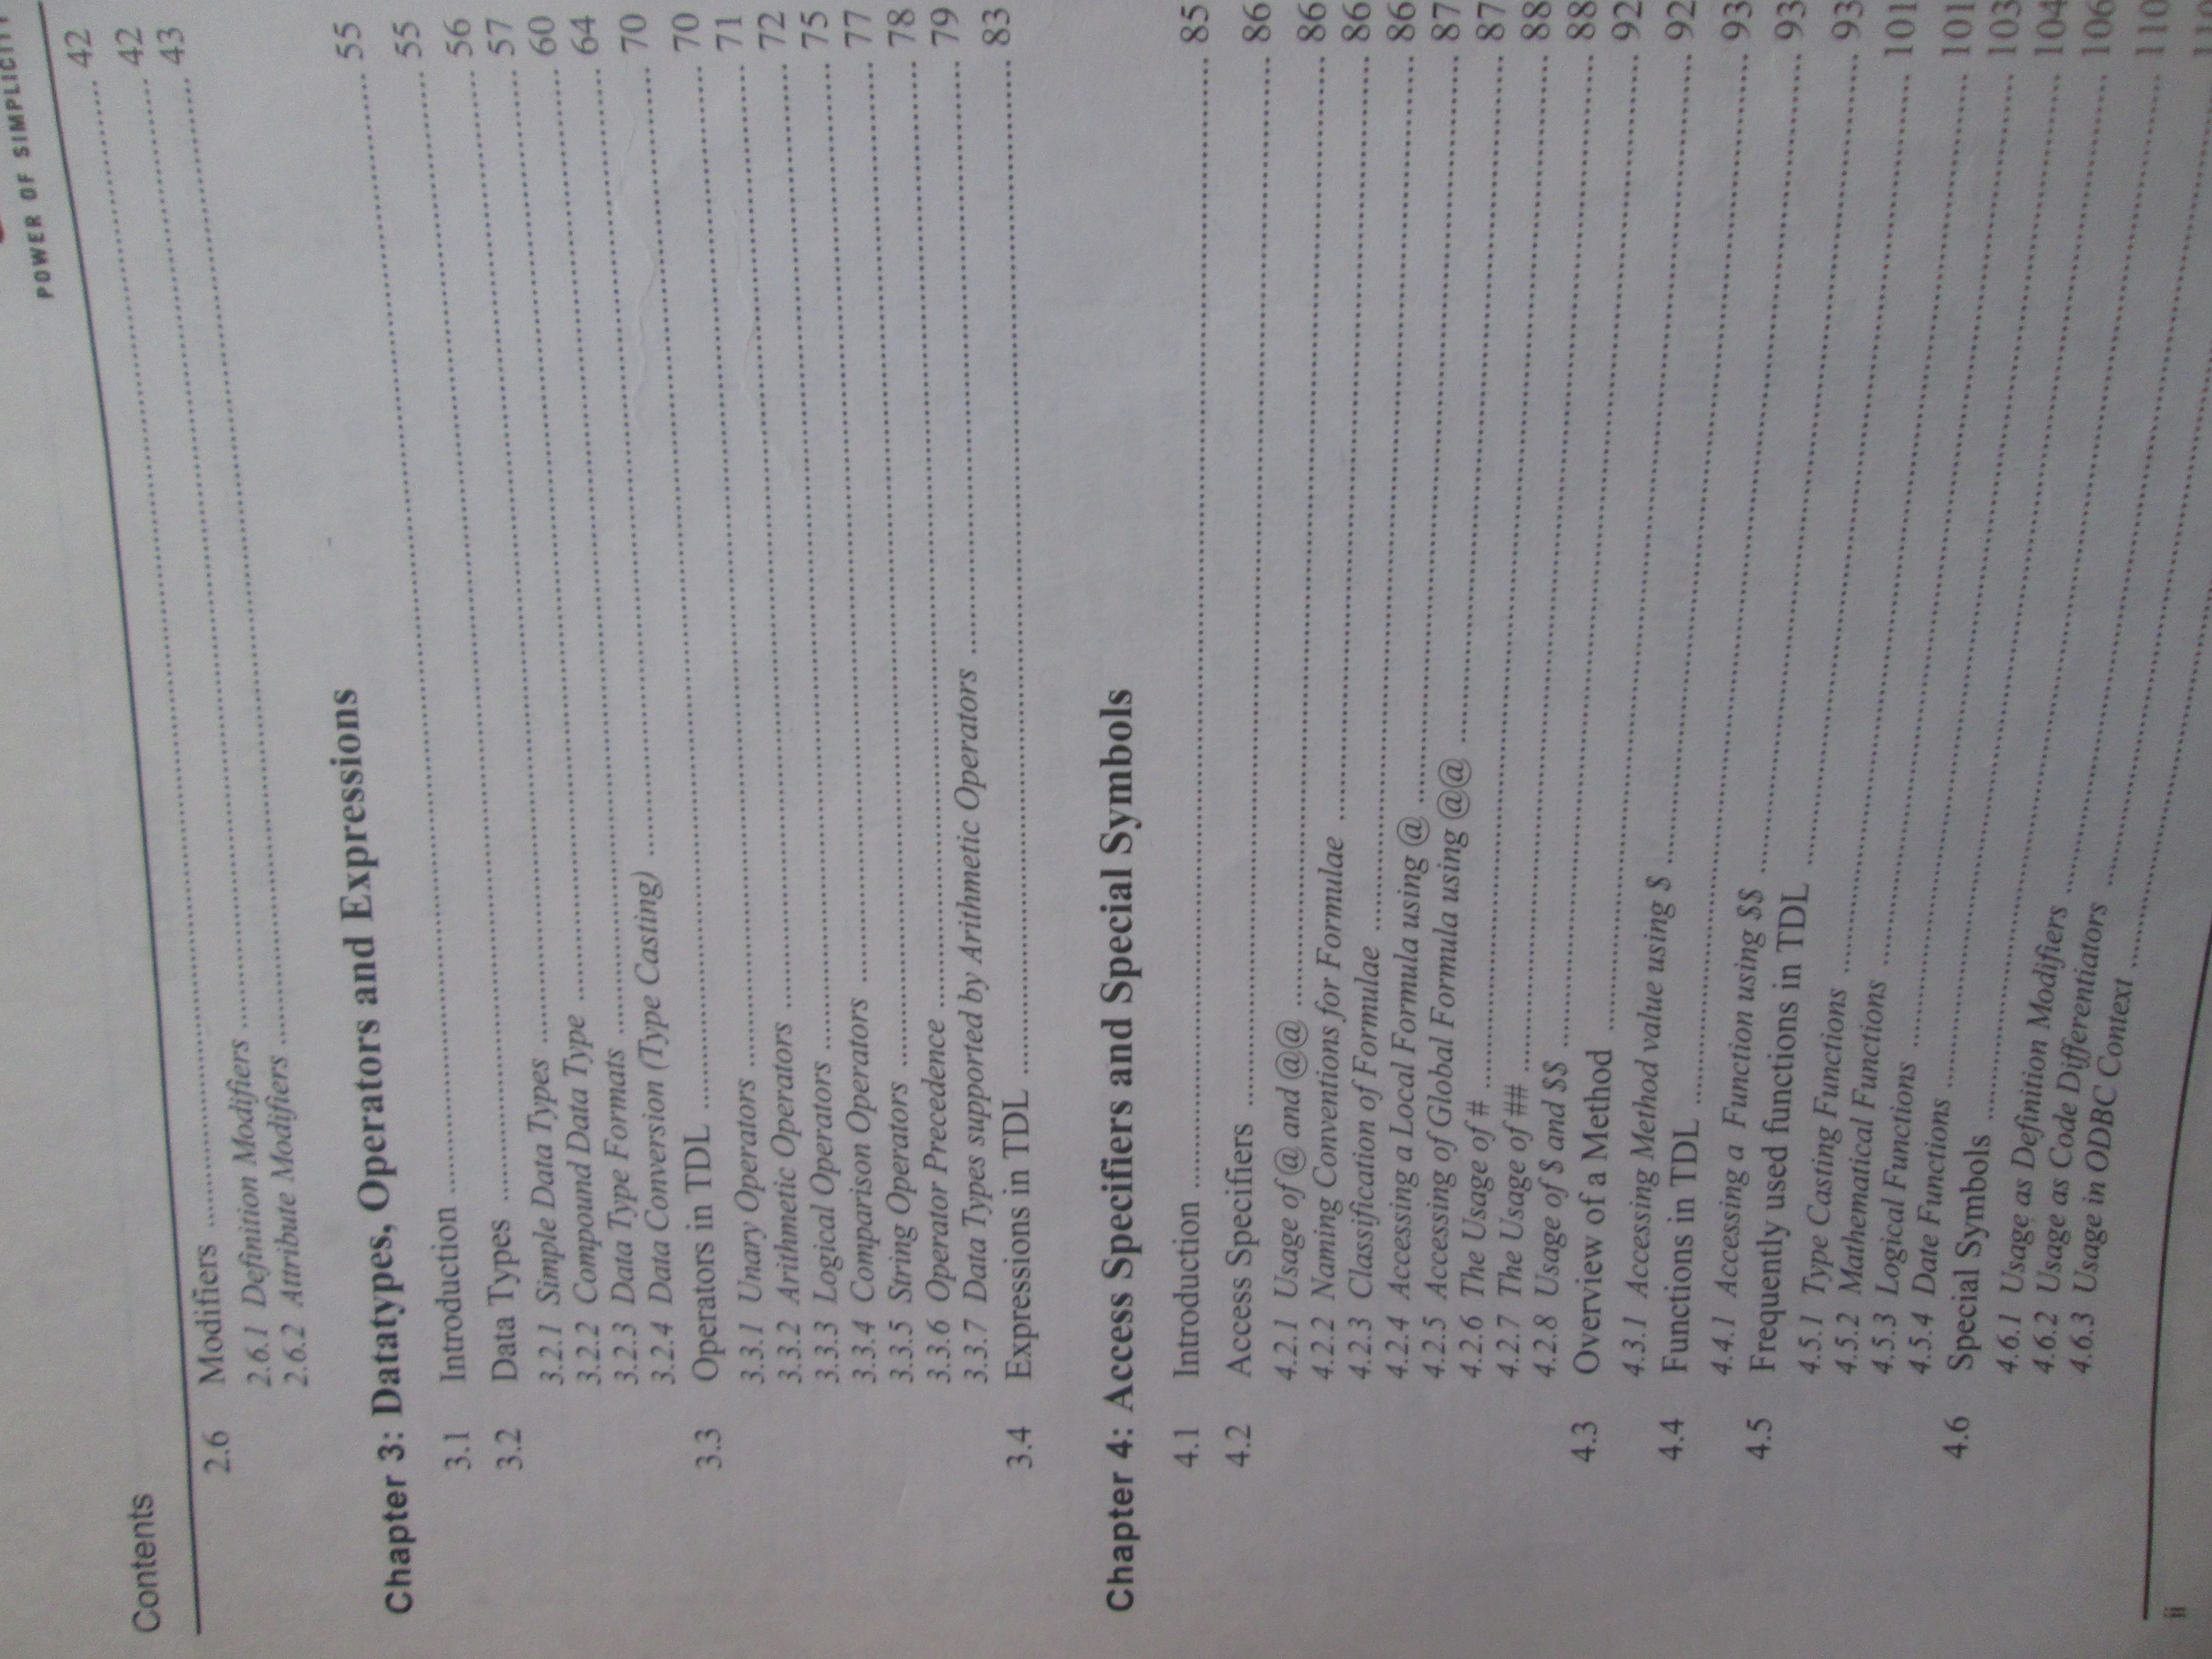 POWER OF SIMPLICITY
Contents
2.6 Modifiers 42
2.6.1 Definition Modifiers 42
2.6.2 Attribute Modifiers 43
Chapter 3: Datatypes, Operators and Expressions
3.1 Introduction 55
3.2 Data Types 55
3.2.1 Simple Data Types 56
3.2.2 Compound Data Type 57
3.2.3 Data Type Formats 60
3.2.4 Data Conversion (Type Casting) 64
3.3 Operators in TDL 70
3.3.1 Unary Operators 70
3.3.2 Arithmetic Operators 71
3.3.3 Logical Operators 72
3.3.4 Comparison Operators 75
3.3.5 String Operators 77
3.3.6 Operator Precedence 78
3.3.7 Data Types supported by Arithmetic Operators 79
3.4 Expressions in TDL 83
Chapter 4: Access Specifiers and Special Symbols
4.1 Introduction 85
4.2 Access Specifiers 86
4.2.1 Usage of @ and @@ 86
4.2.2 Naming Conventions for Formulae 86
4.2.3 Classification of Formulae 86
4.2.4 Accessing a Local Formula using @ 87
4.2.5 Accessing of Global Formula using @@ 87
4.2.6 The Usage of # 88
4.2.7 The Usage of ## 88
4.2.8 Usage of $ and $$ 92
4.3 Overview of a Method 92
4.3.1 Accessing Method value using $ 93
4.4 Functions in TDL 93
4.4.1 Accessing a Function using $$ 93
4.5 Frequently used functions in TDL 101
4.5.1 Type Casting Functions 101
4.5.2 Mathematical Functions 103
4.5.3 Logical Functions 104
4.5.4 Date Functions 106
4.6 Special Symbols 110
4.6.1 Usage as Definition Modifiers
4.6.2 Usage as Code Differentiators
4.6.3 Usage in ODBC Context
ii